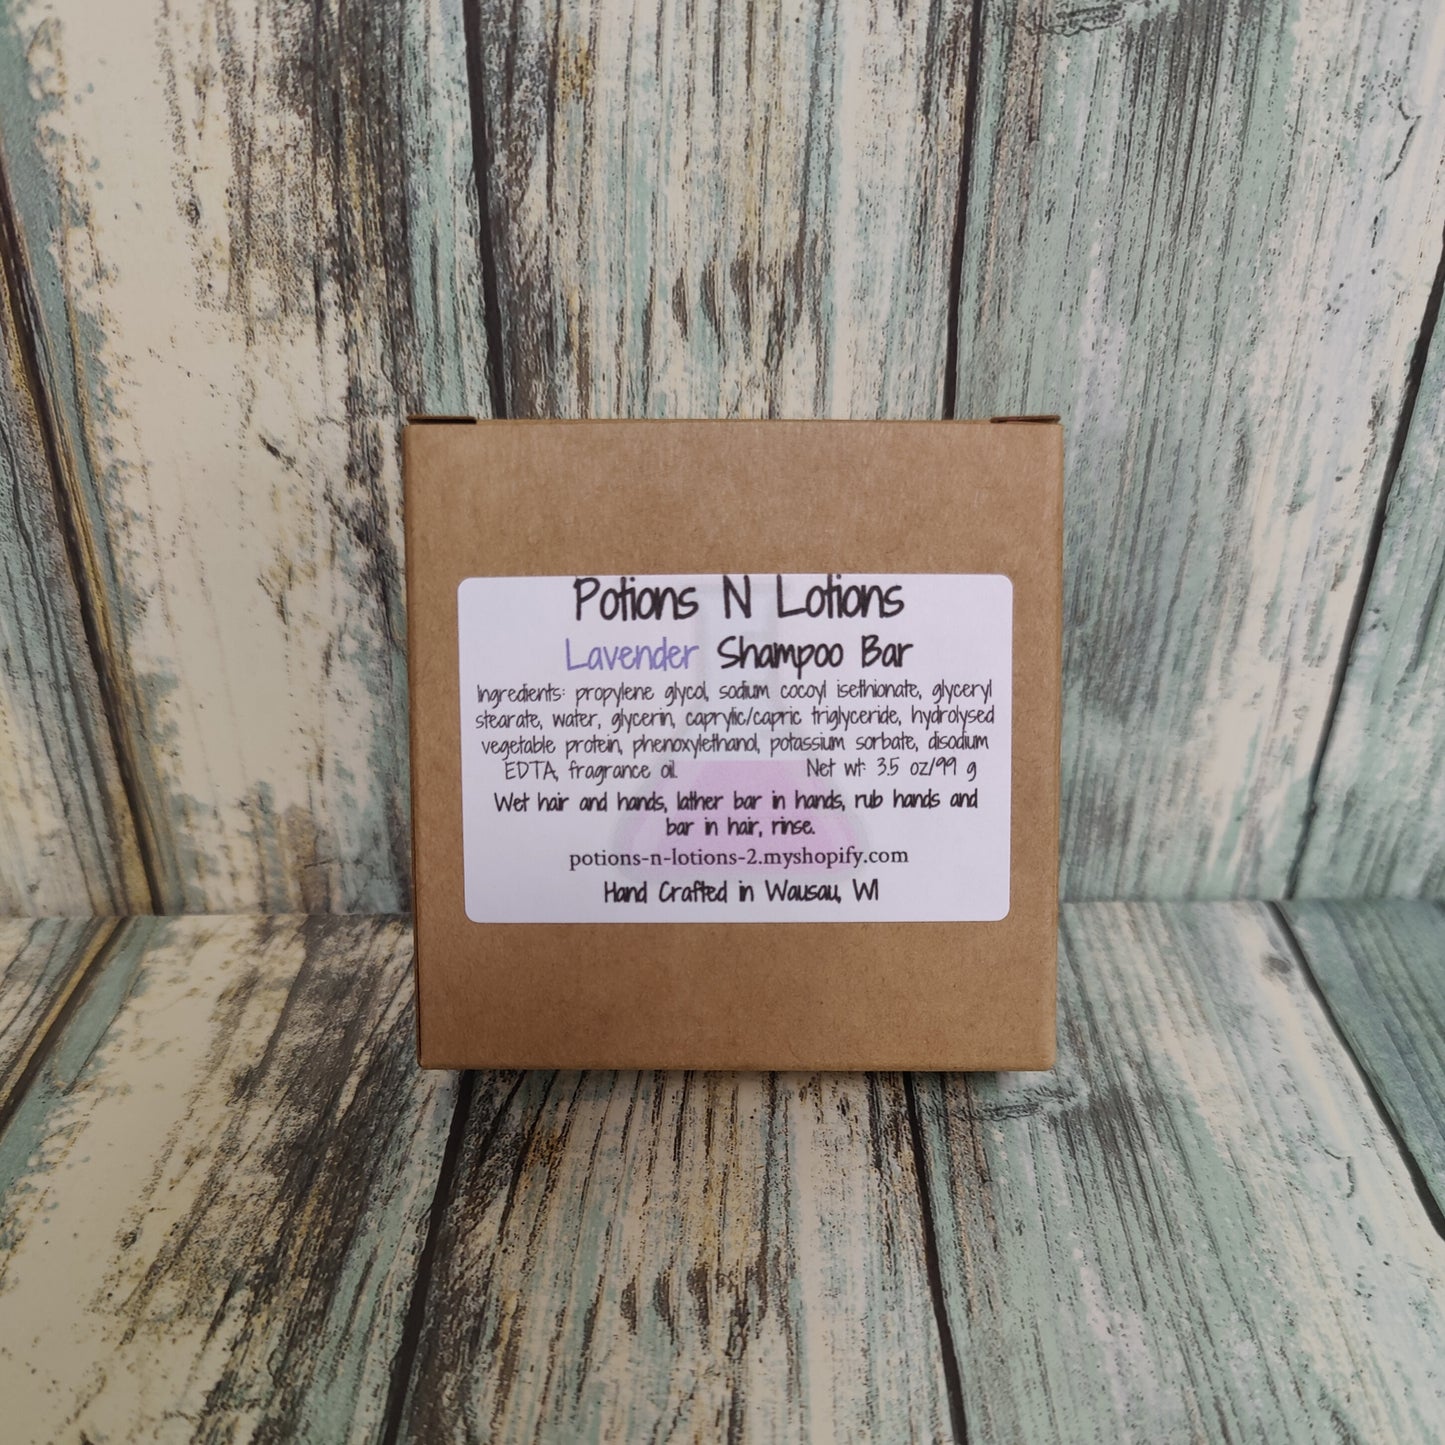 Potions N Lotions
Lavender Shampoo Bar
Ingredients: propylene glycol, sodium cocoyl isethionate, glyceryl
stearate, water, glycerin, caprylic/capric triglyceride, hydrolysed
vegetable protein, phenoxylethanol, potassium sorbate, disodium
EDTA, fragrance oil. Net wt: 3.5 oz/99 g
Wet hair and hands, lather bar in hands, rub hands and
bar in hair, rinse.
potions-n-lotions-2.myshopify.com
Hand Crafted in Wausau, WI